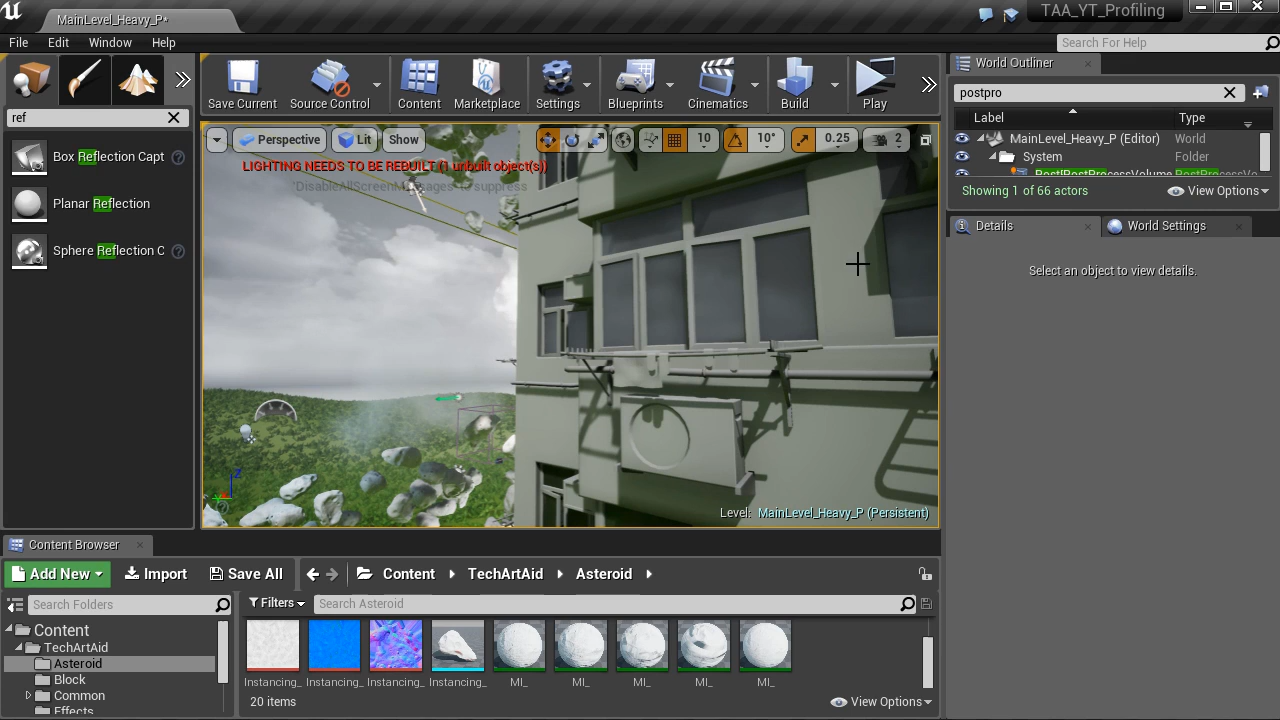 MainLevel_Heavy_P*
TAA_YT_Profiling
File Edit Window Help
Search For Help
Save Current Source Control Content Marketplace Settings Blueprints Cinematics Build Play
ref
Box Reflection Capt
Planar Reflection
Sphere Reflection C
Perspective Lit Show 10 10° 0.25 2
LIGHTING NEEDS TO BE REBUILT (1 unbuilt object(s))
'DisableAllScreenMessages' to suppress
Z
Level: MainLevel_Heavy_P (Persistent)
World Outliner
postpro
Label Type
MainLevel_Heavy_P (Editor) World
System Folder
Showing 1 of 66 actors View Options
Details World Settings
Select an object to view details.
Content Browser
Add New Import Save All Content TechArtAid Asteroid
Search Folders
Filters Search Asteroid
Content
TechArtAid
Asteroid
Block
Common
Effects
Instancing_ Instancing_ Instancing_ Instancing_ MI_ MI_ MI_ MI_ MI_
20 items View Options